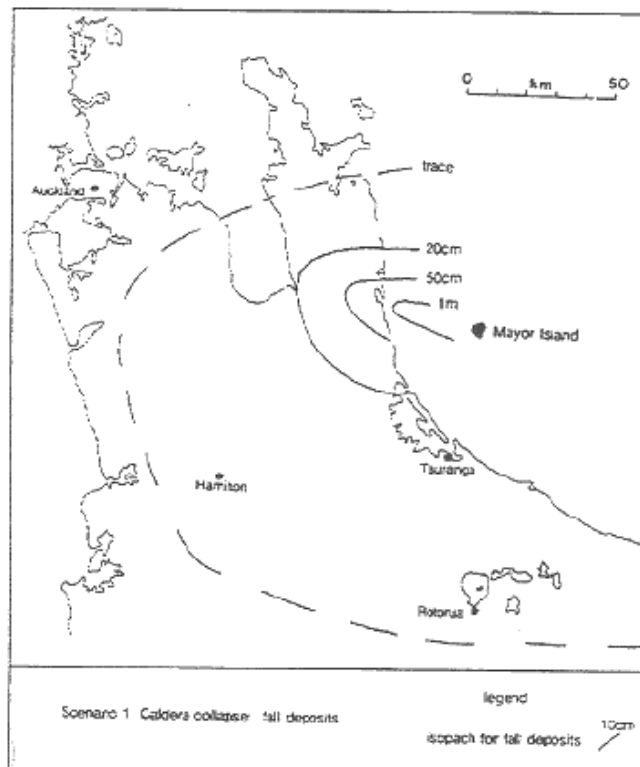 0 km 50
trace
Auckland
20cm
50cm
1m
Mayor Island
Tauranga
Hamilton
Rotorua
legend
Scenario 1 Caldera collapse fall deposits
10cm
isopach for fall deposits